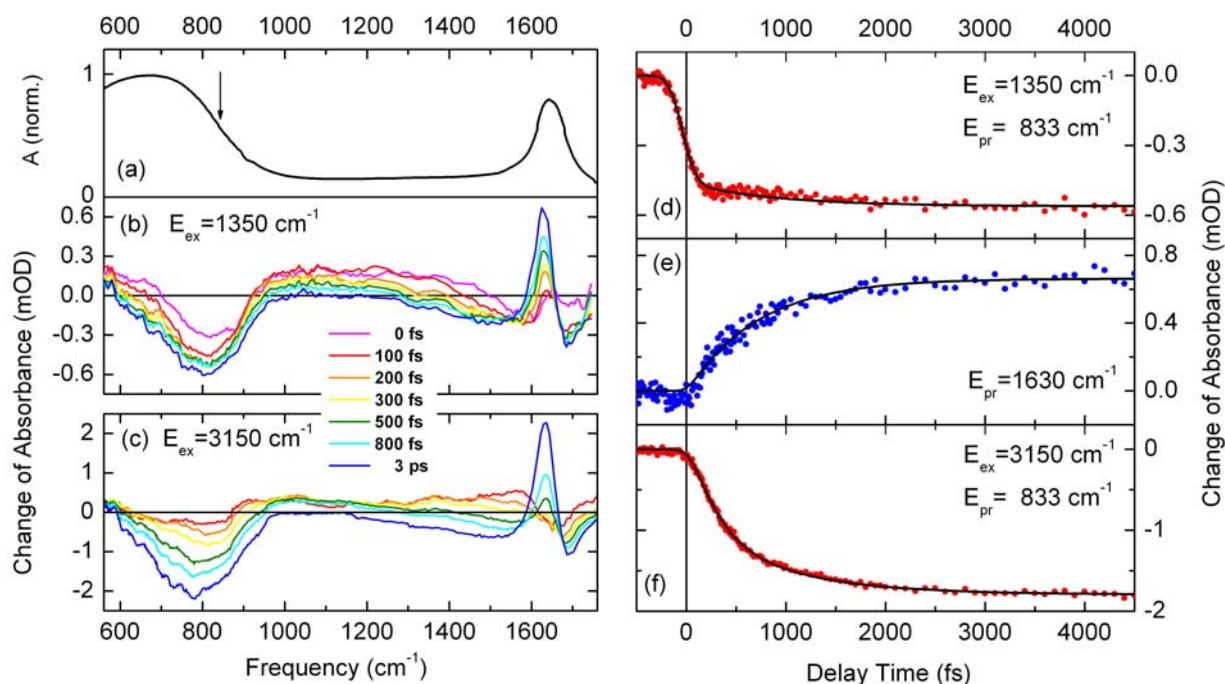 600 800 1000 1200 1400 1600
1
A (norm.)
0
(a)
0.6
0.3
0.0
-0.3
-0.6
(b)
E_ex=1350 cm^-1
0 fs
100 fs
200 fs
300 fs
500 fs
800 fs
3 ps
2
1
0
-1
-2
(c)
E_ex=3150 cm^-1
Change of Absorbance (mOD)
600 800 1000 1200 1400 1600
Frequency (cm^-1)
0 1000 2000 3000 4000
E_ex=1350 cm^-1
E_pr= 833 cm^-1
(d)
0.0
-0.3
-0.6
(e)
E_pr=1630 cm^-1
0.8
0.4
0.0
E_ex=3150 cm^-1
E_pr= 833 cm^-1
(f)
0
-1
-2
Change of Absorbance (mOD)
0 1000 2000 3000 4000
Delay Time (fs)